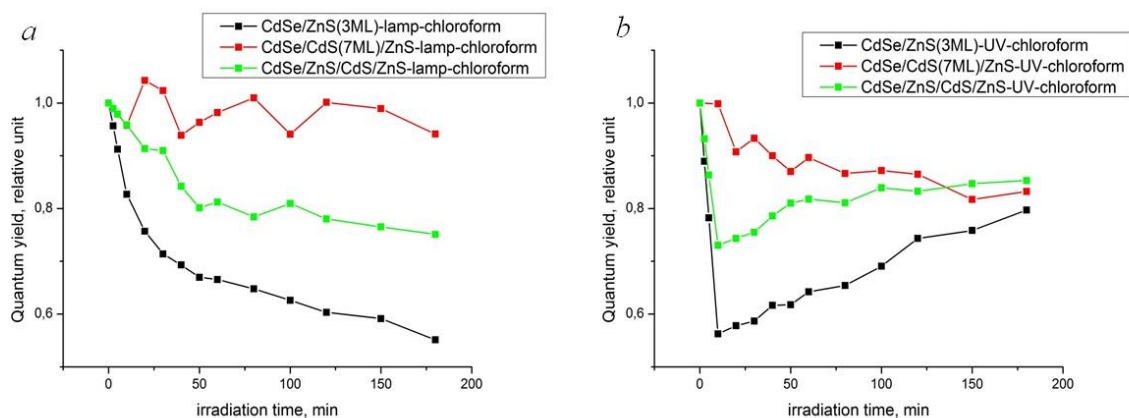 a
CdSe/ZnS(3ML)-lamp-chloroform
CdSe/CdS(7ML)/ZnS-lamp-chloroform
CdSe/ZnS/CdS/ZnS-lamp-chloroform
Quantum yield, relative unit
1,0
0,8
0,6
0
50
100
150
200
irradiation time, min
b
CdSe/ZnS(3ML)-UV-chloroform
CdSe/CdS(7ML)/ZnS-UV-chloroform
CdSe/ZnS/CdS/ZnS-UV-chloroform
Quantum yield, relative unit
1,0
0,8
0,6
0
50
100
150
200
irradiation time, min